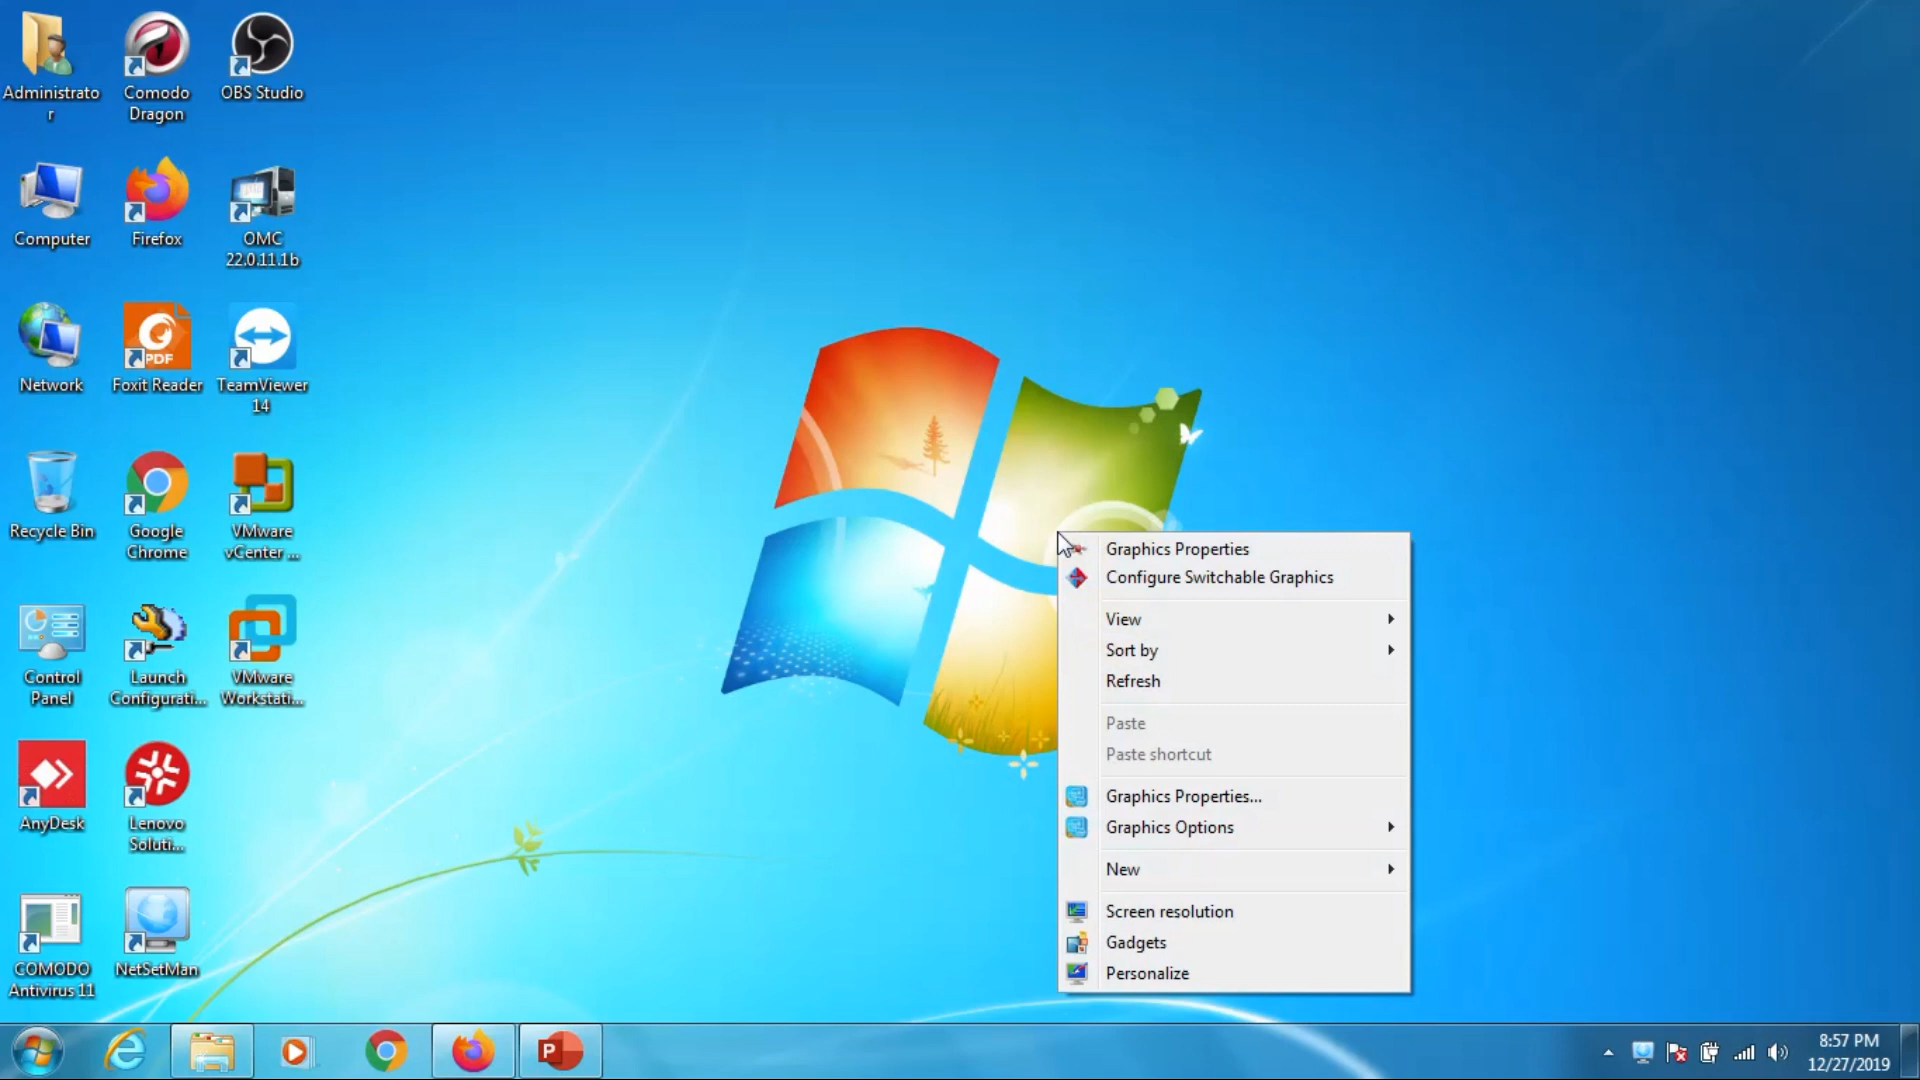 Administrato
r
Comodo
Dragon
OBS Studio
Computer
Firefox
OMC
22.0.11.1b
Network
PDF
Foxit Reader
TeamViewer
14
Recycle Bin
Google
Chrome
VMware
vCenter ...
Control
Panel
Launch
Configurati...
VMware
Workstati...
AnyDesk
Lenovo
Soluti...
COMODO
Antivirus 11
NetSetMan
Graphics Properties
Configure Switchable Graphics
View
Sort by
Refresh
Paste
Paste shortcut
Graphics Properties...
Graphics Options
New
Screen resolution
Gadgets
Personalize
P
8:57 PM
12/27/2019